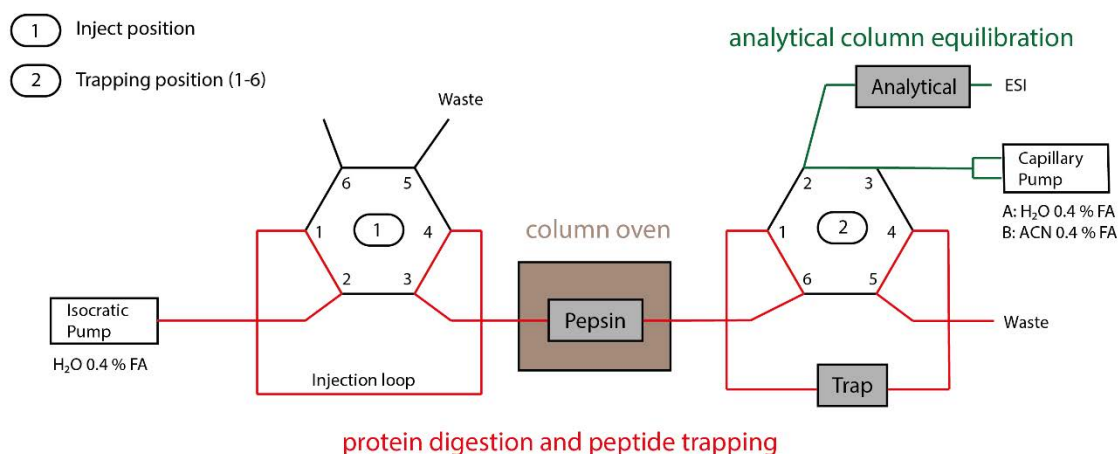 1 Inject position
2 Trapping position (1-6)
analytical column equilibration
Analytical
ESI
Waste
6 5
1 4
2 3
1
2 3
1 4
6 5
2
Capillary
Pump
A: H₂O 0.4 % FA
B: ACN 0.4 % FA
column oven
Pepsin
Isocratic
Pump
H₂O 0.4 % FA
Waste
Injection loop
Trap
protein digestion and peptide trapping